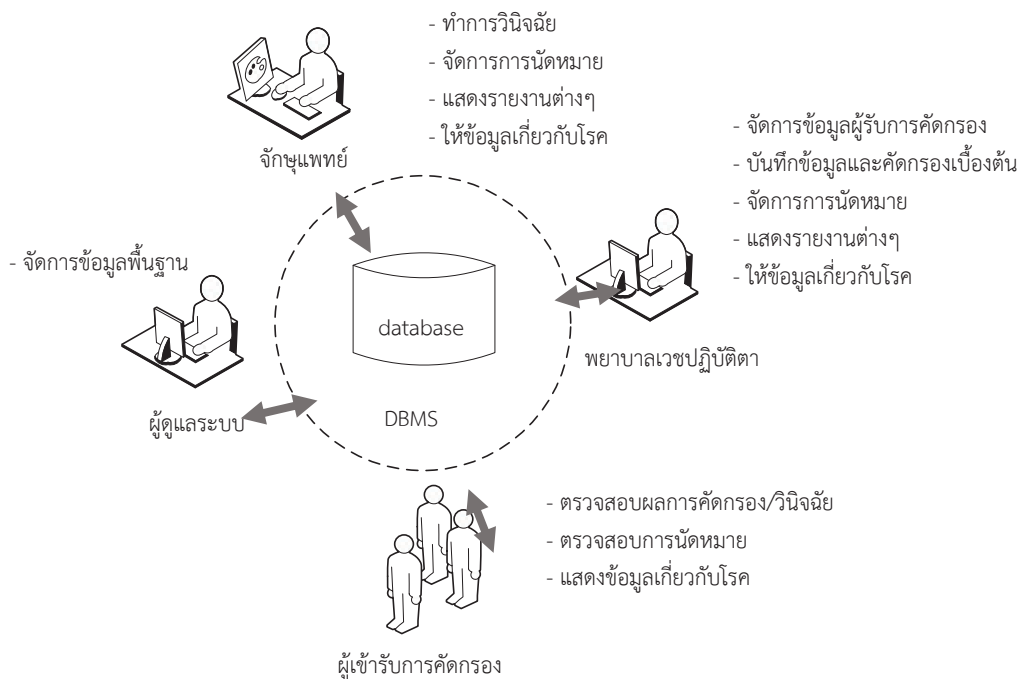 - ทำการวินิจฉัย
- จัดการการนัดหมาย
- แสดงรายงานต่างๆ
- ให้ข้อมูลเกี่ยวกับโรค
จักษุแพทย์
- จัดการข้อมูลผู้รับการคัดกรอง
- บันทึกข้อมูลและคัดกรองเบื้องต้น
- จัดการการนัดหมาย
- แสดงรายงานต่างๆ
- ให้ข้อมูลเกี่ยวกับโรค
พยาบาลเวชปฏิบัติตา
- จัดการข้อมูลพื้นฐาน
ผู้ดูแลระบบ
database
DBMS
- ตรวจสอบผลการคัดกรอง/วินิจฉัย
- ตรวจสอบการนัดหมาย
- แสดงข้อมูลเกี่ยวกับโรค
ผู้เข้ารับการคัดกรอง